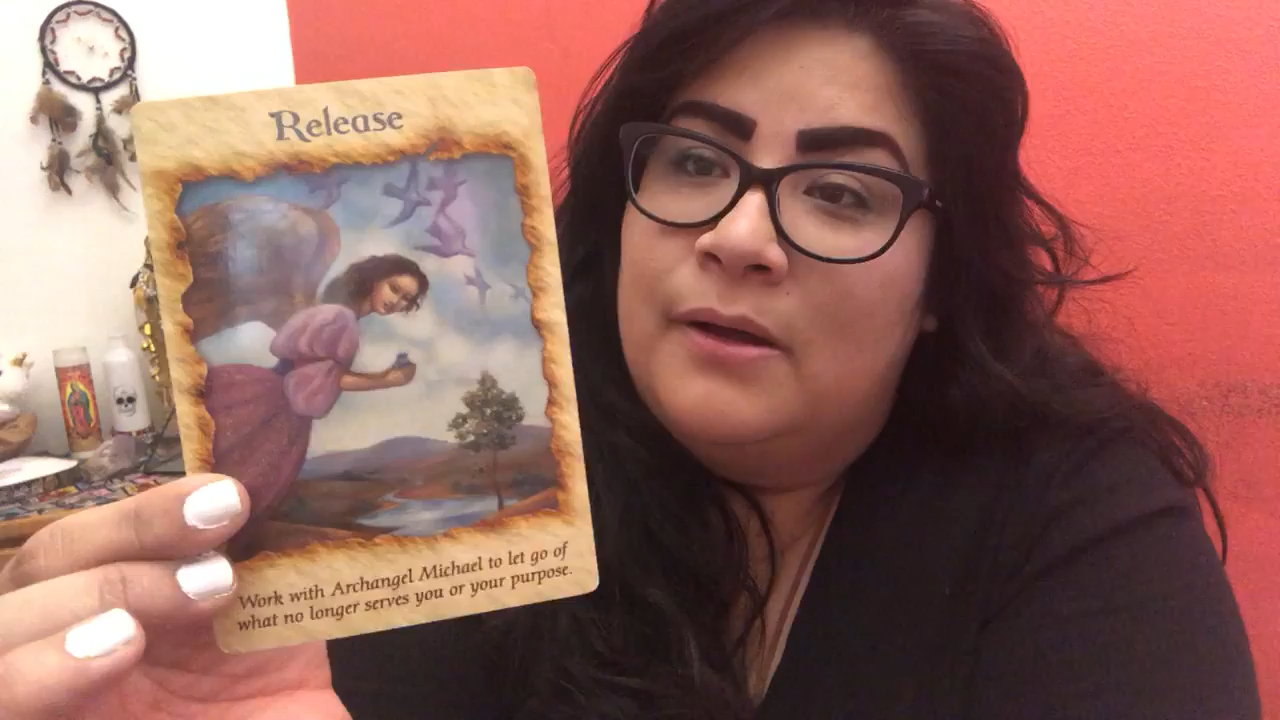 Release
Work with Archangel Michael to let go of
what no longer serves you or your purpose.